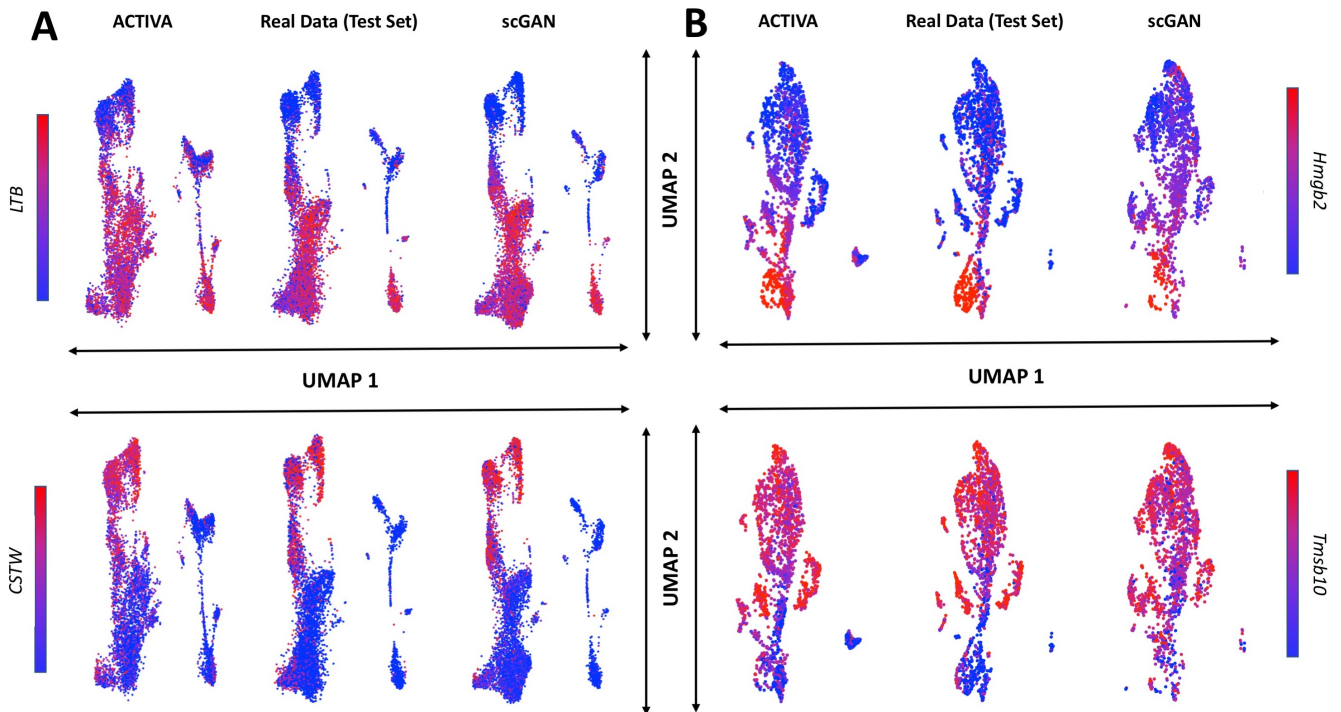 A
ACTIVA
Real Data (Test Set)
scGAN
B
ACTIVA
Real Data (Test Set)
scGAN
LTB
UMAP 2
Hmgb2
UMAP 1
UMAP 1
CSTW
UMAP 2
Tmsb10